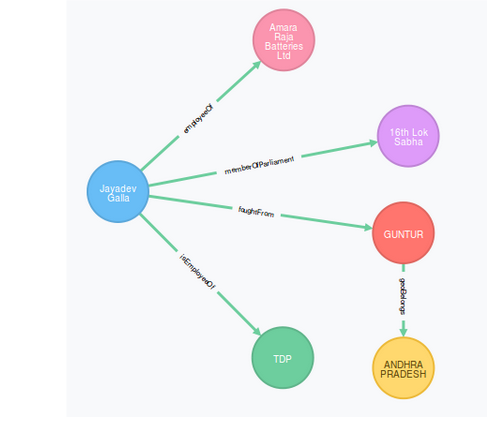 Amara
Raja
Batteries
Ltd
employeeOf
16th Lok
Sabha
memberOfParliament
Jayadev
Galla
foughtFrom
GUNTUR
isEmployeeOf
geoBelongs
TDP
ANDHRA
PRADESH